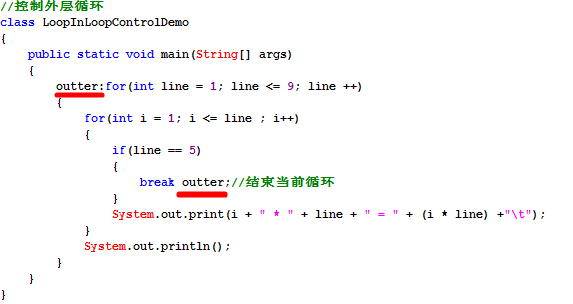 //控制外层循环
class LoopInLoopControlDemo
{
    public static void main(String[] args)
    {
        outter:for(int line = 1; line <= 9; line ++)
        {
            for(int i = 1; i <= line ; i++)
            {
                if(line == 5)
                {
                    break outter;//结束当前循环
                }
                System.out.print(i + " * " + line + " = " + (i * line) +"\t");
            }
            System.out.println();
        }
    }
}